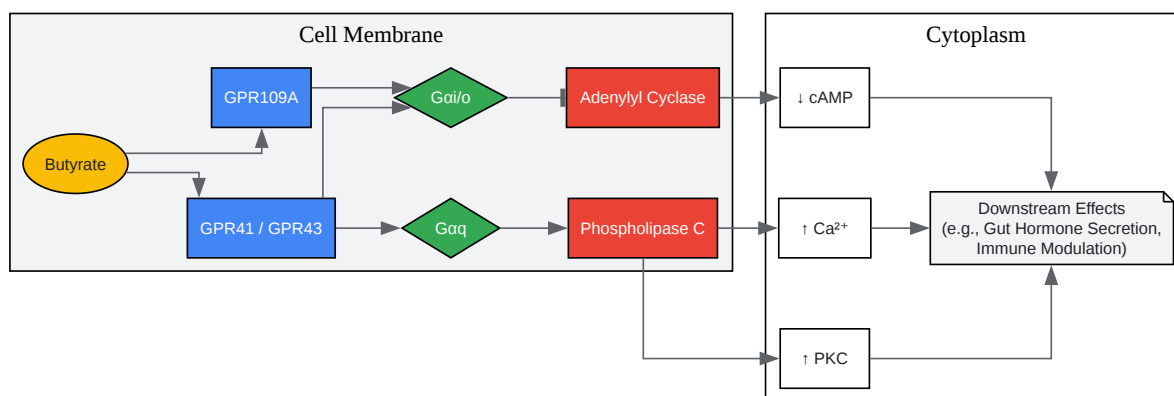 Cell Membrane
Cytoplasm
GPR109A
Gαi/o
Adenylyl Cyclase
↓ cAMP
Butyrate
GPR41 / GPR43
Gαq
Phospholipase C
↑ Ca²⁺
Downstream Effects
(e.g., Gut Hormone Secretion,
Immune Modulation)
↑ PKC